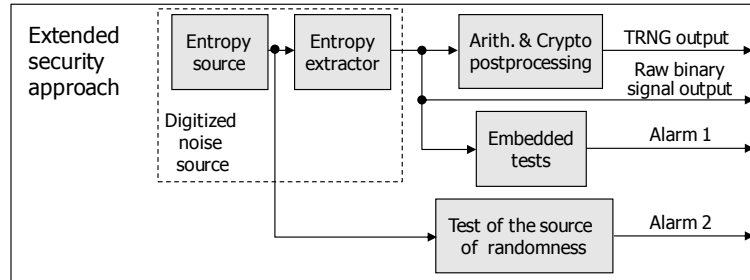 Extended
security
approach
Entropy
source
Entropy
extractor
Digitized
noise
source
Arith. & Crypto
postprocessing
TRNG output
Raw binary
signal output
Embedded
tests
Alarm 1
Test of the source
of randomness
Alarm 2